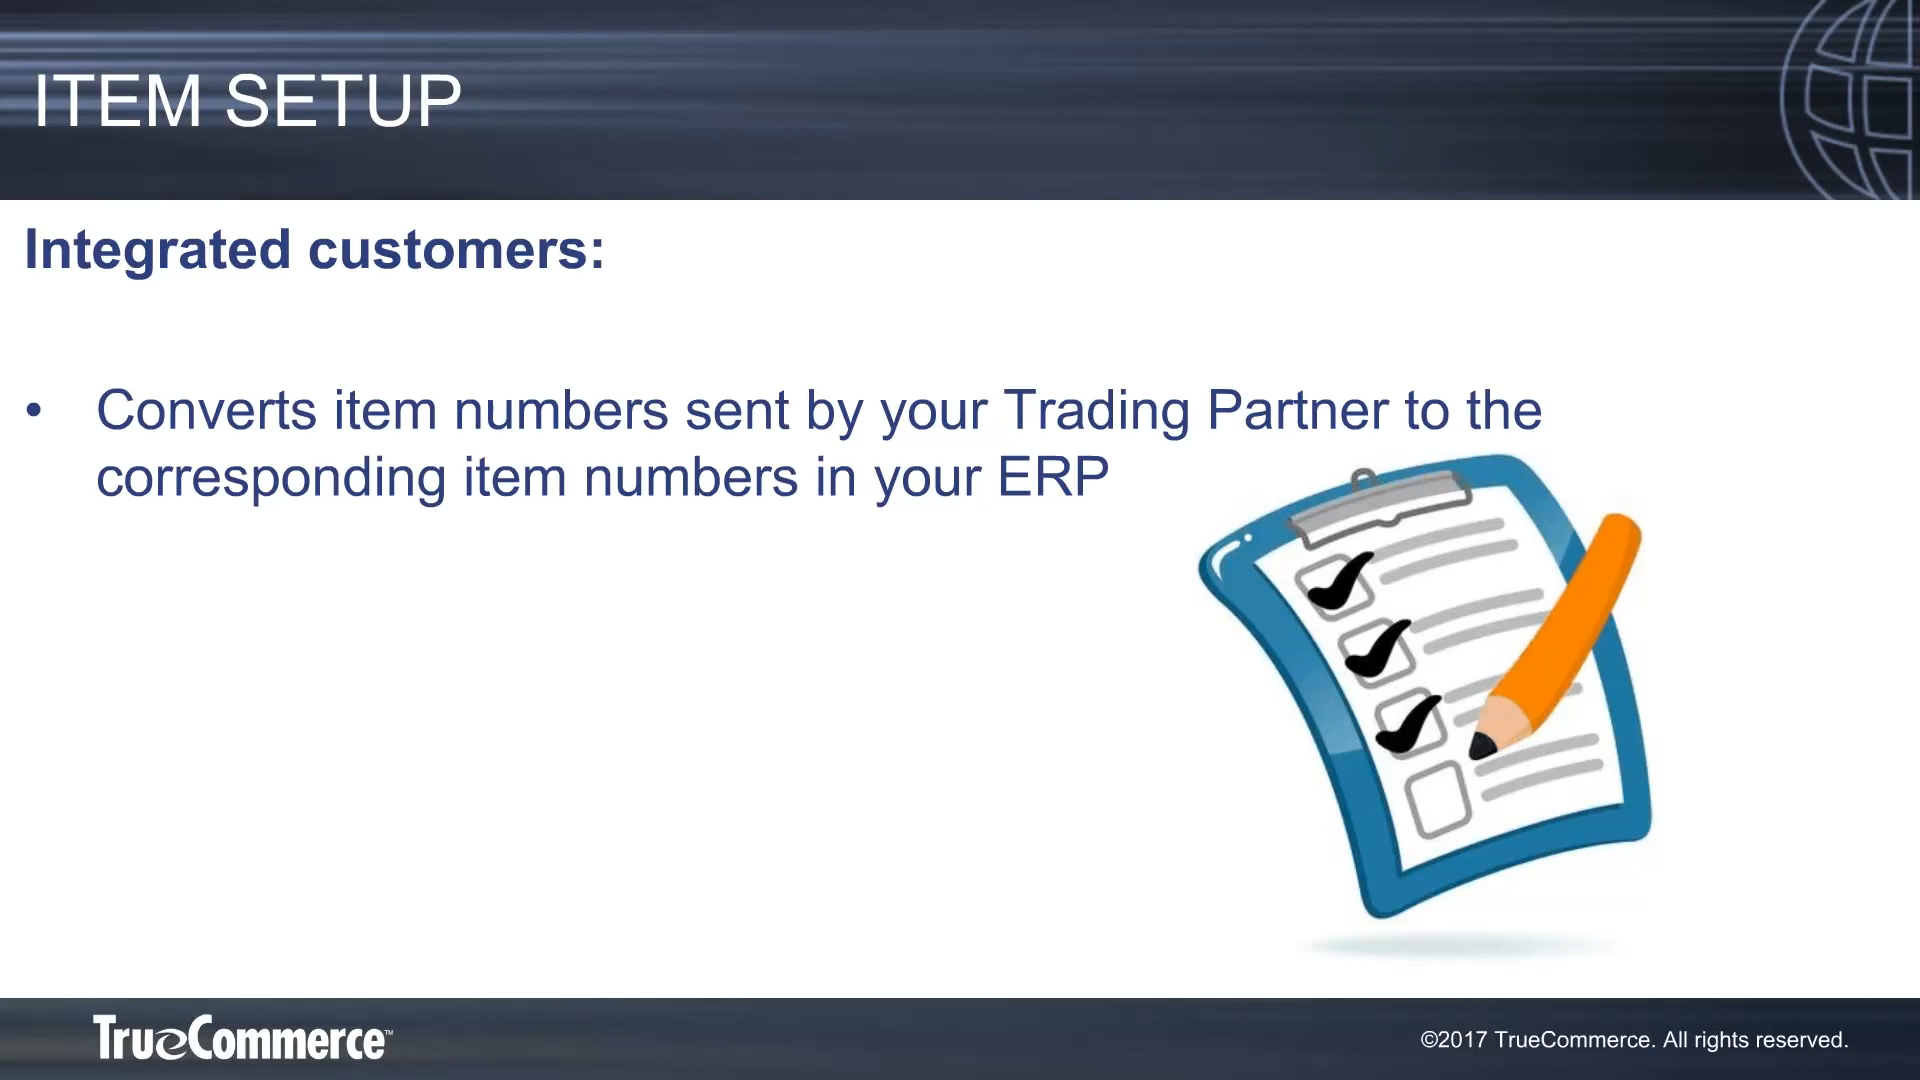 ITEM SETUP
Integrated customers:
• Converts item numbers sent by your Trading Partner to the
corresponding item numbers in your ERP
TrueCommerce™
©2017 TrueCommerce. All rights reserved.